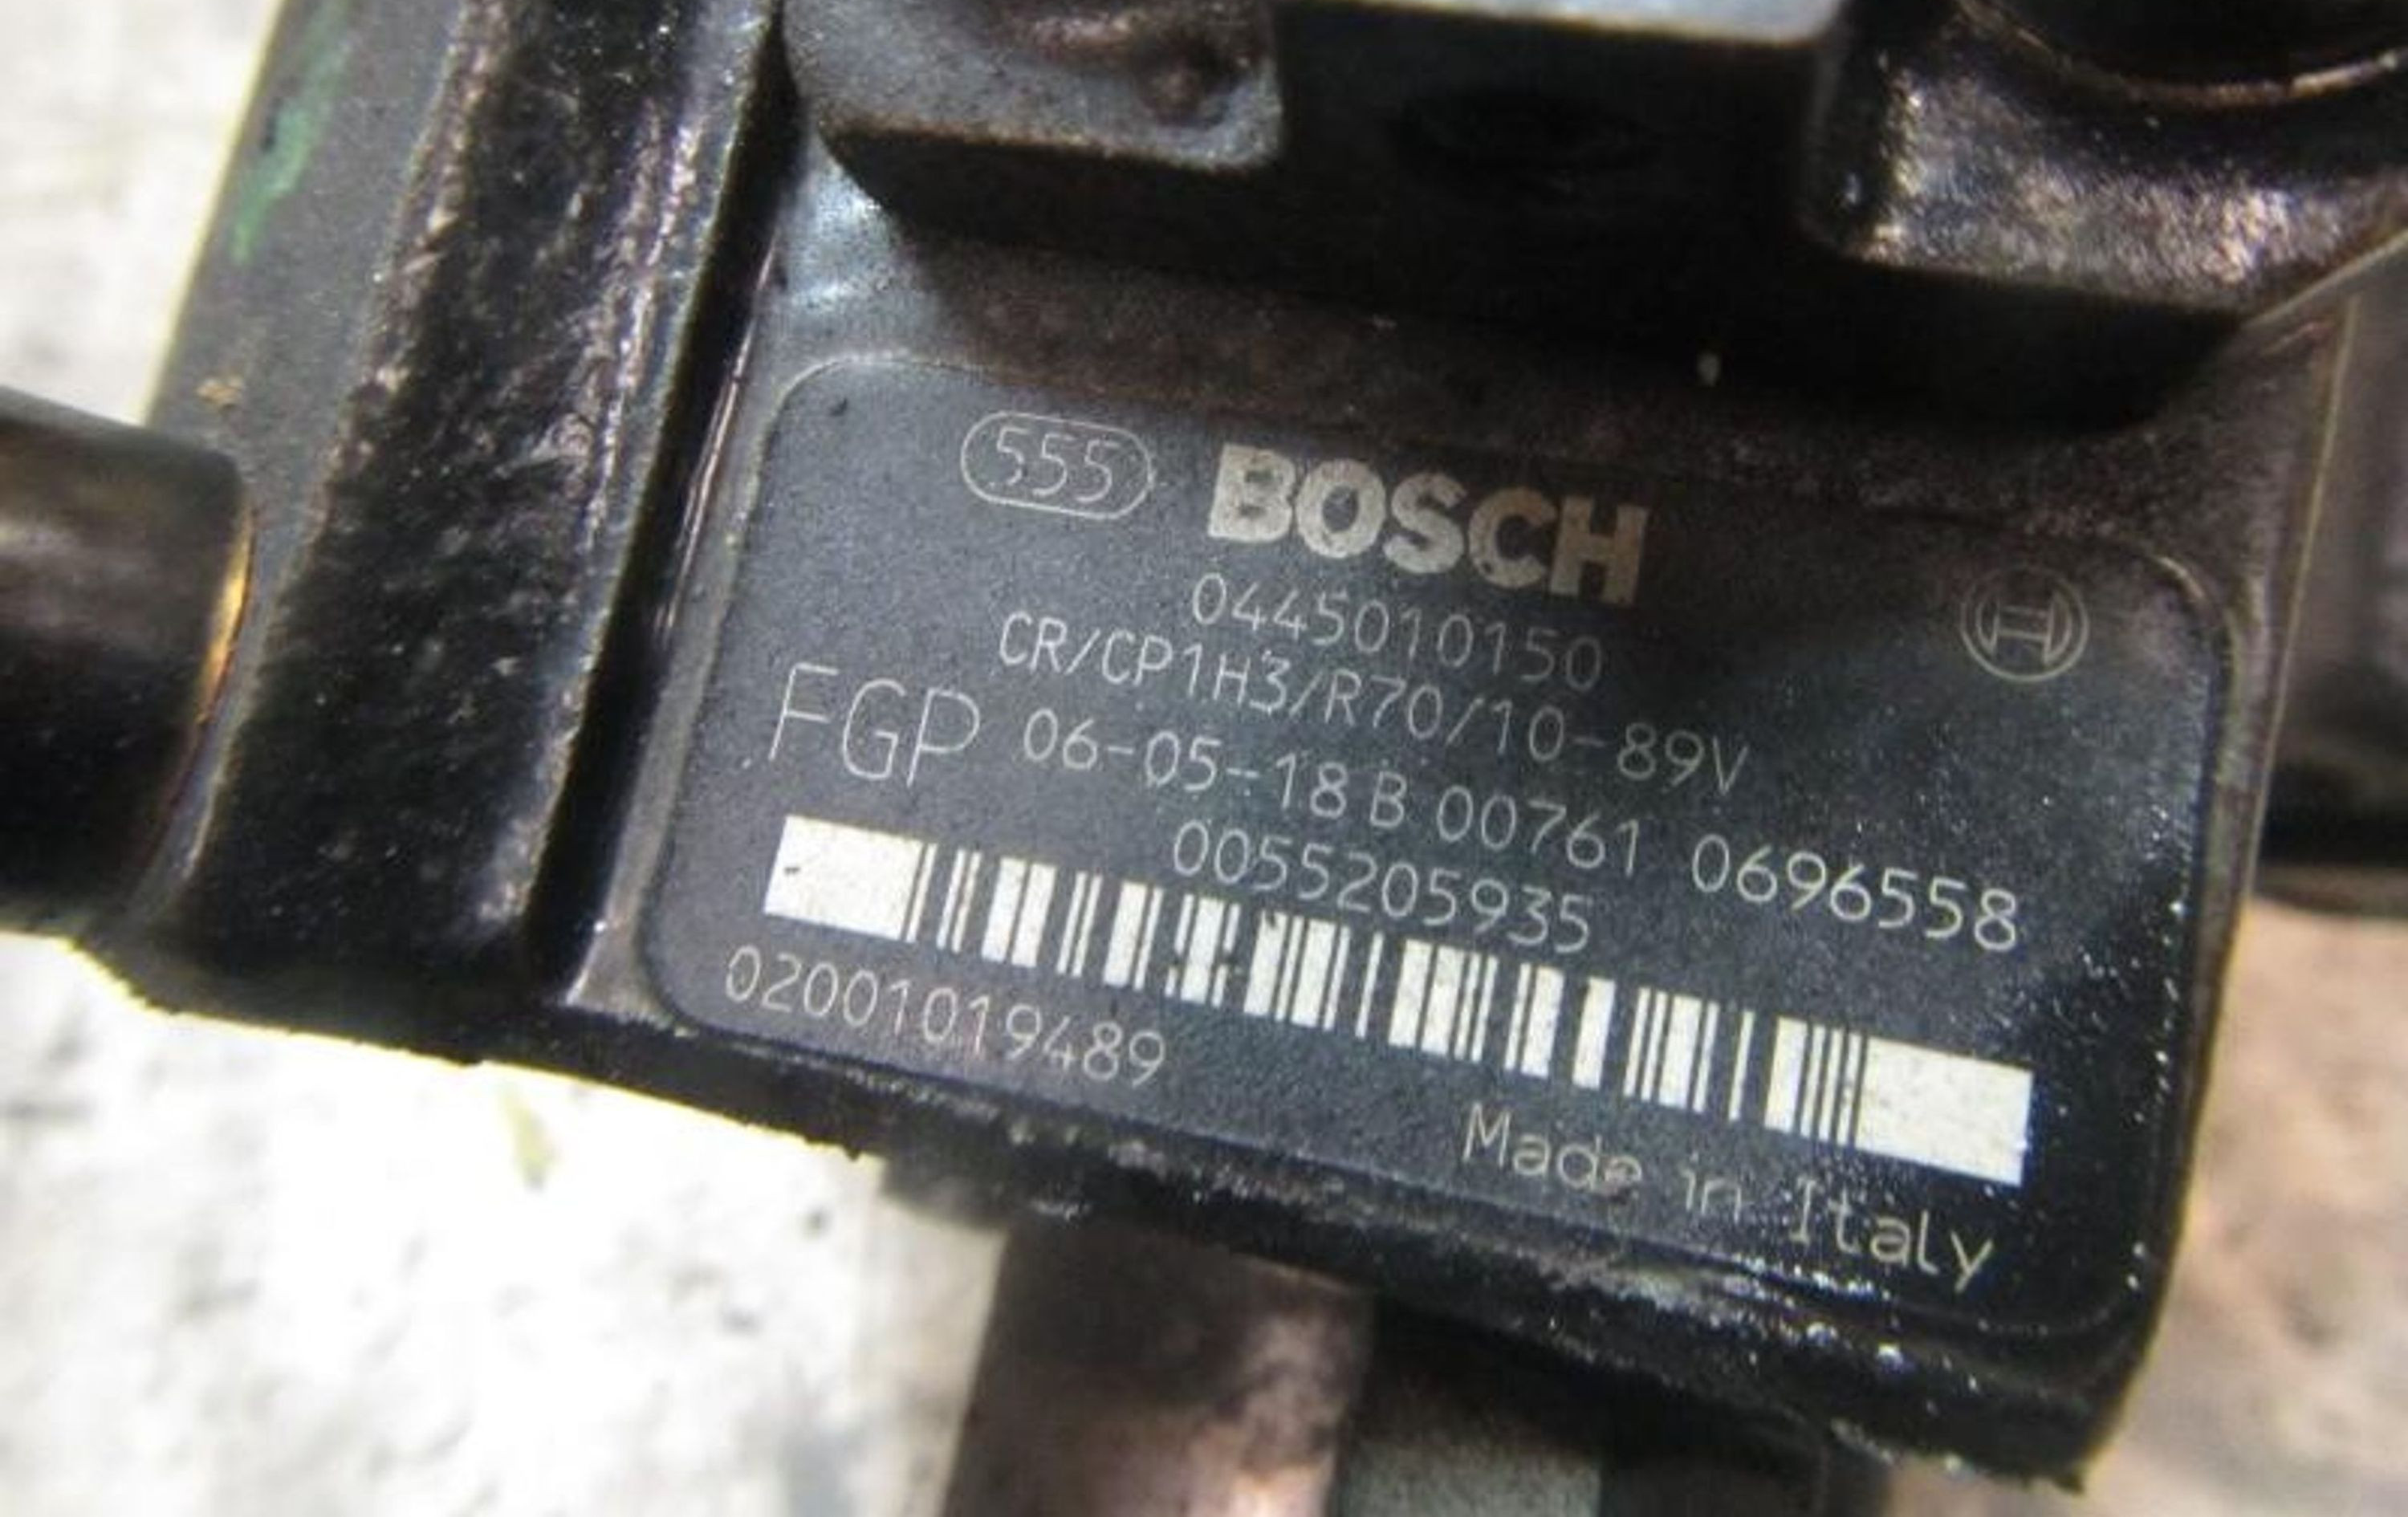 555 BOSCH
0445010150
CR/CP1H3/R70/10-89V
FGP 06-05-18 B 00761 0696558
0055205935
02001019489
Made in Italy